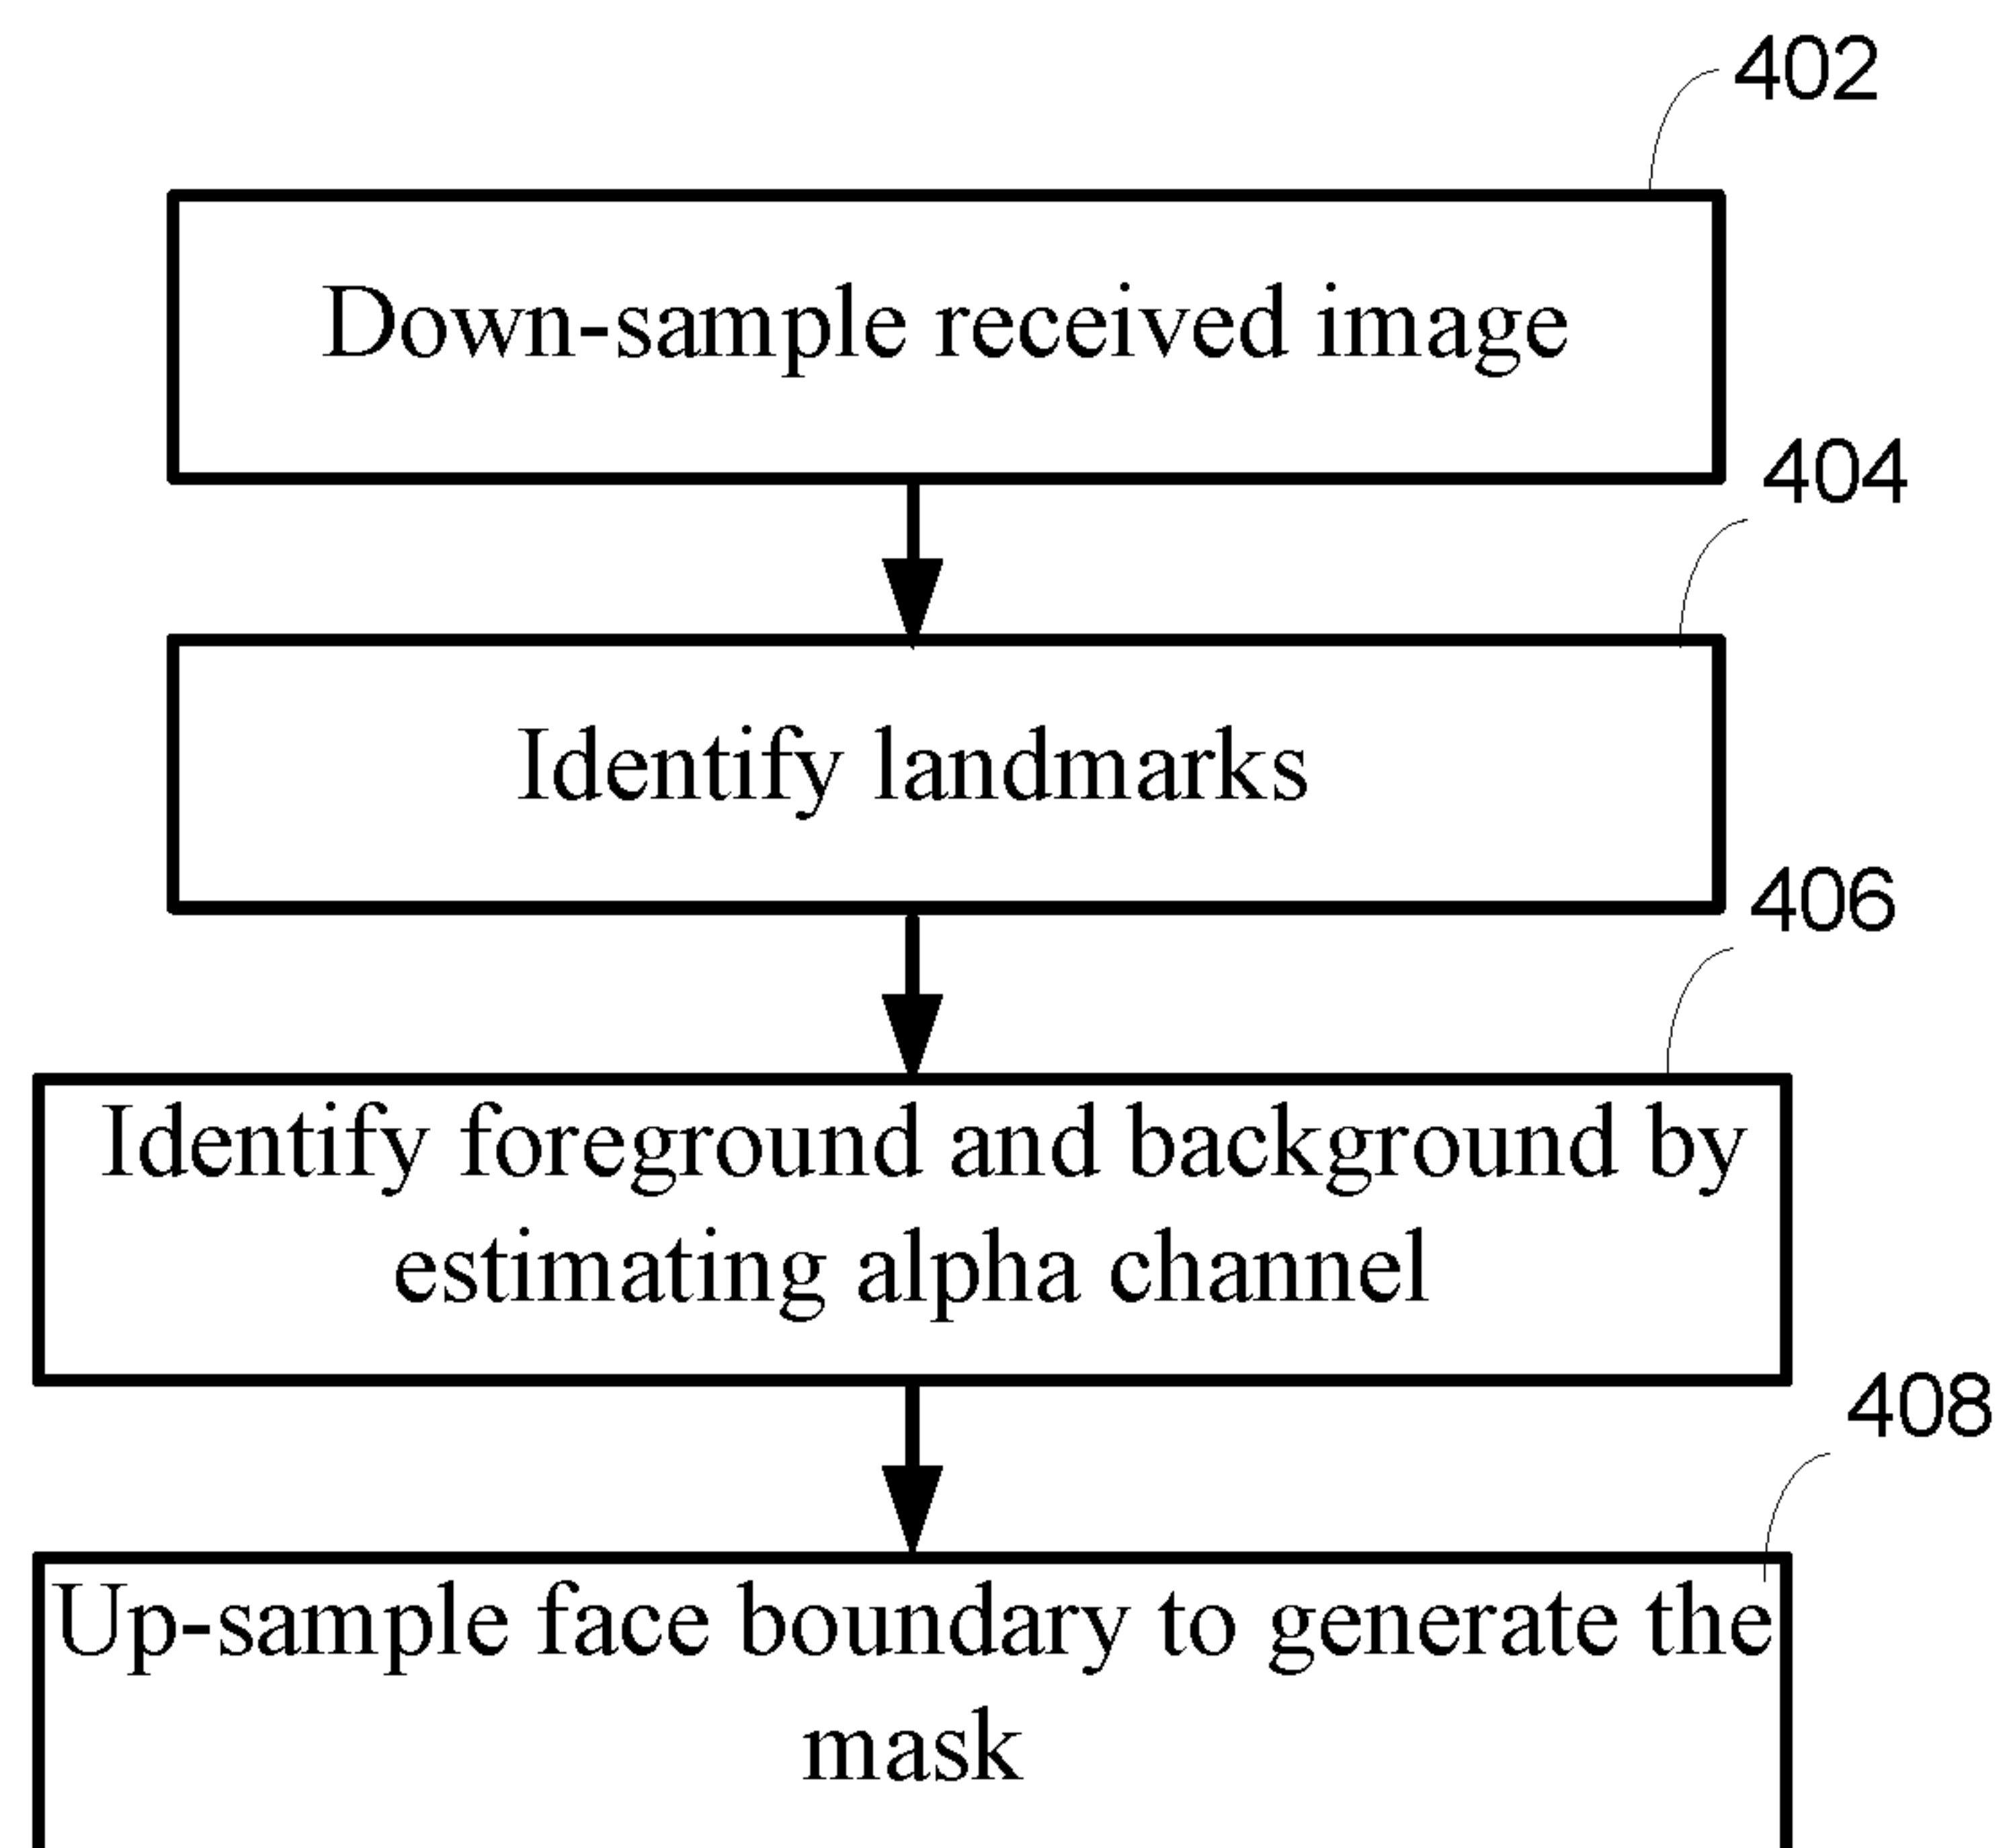 402
Down-sample received image
404
Identify landmarks
406
Identify foreground and background by
estimating alpha channel
408
Up-sample face boundary to generate the
mask